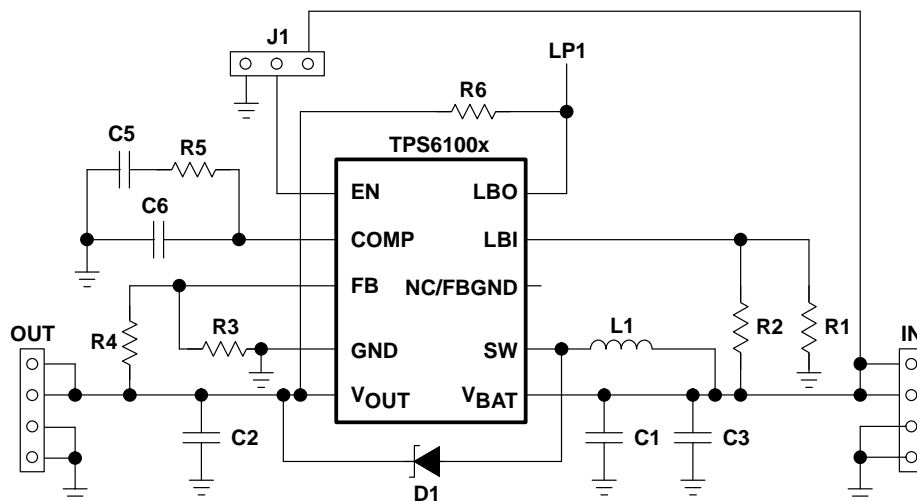 J1
LP1
R6
TPS6100x
C5
R5
EN
LBO
C6
COMP
LBI
FB
NC/FBGND
OUT
R4
R3
L1
R2
R1
IN
GND
SW
VOUT
VBAT
C2
C1
C3
D1